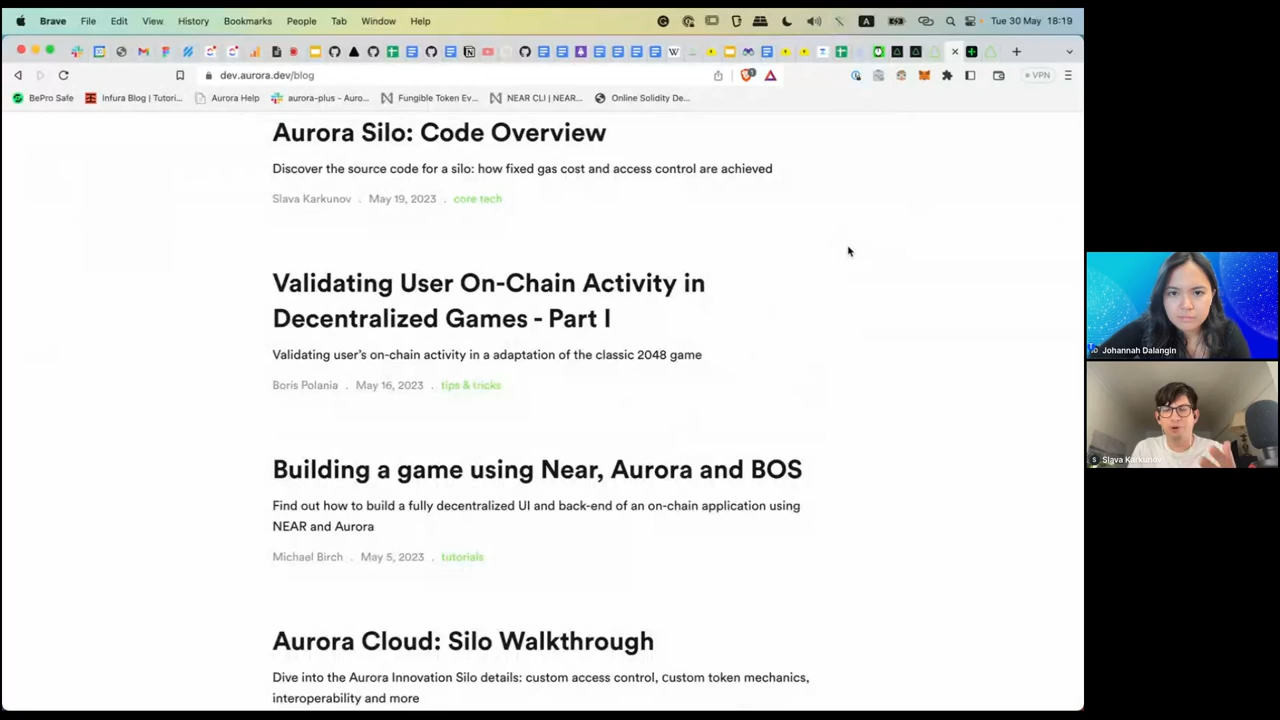 Brave File Edit View History Bookmarks People Tab Window Help Tue 30 May 18:19
dev.aurora.dev/blog
VPN
BePro Safe Infura Blog | Tutori... Aurora Help aurora-plus - Auro... Fungible Token Ev... NEAR CLI | NEAR... Online Solidity De...
Aurora Silo: Code Overview
Discover the source code for a silo: how fixed gas cost and access control are achieved
Slava Karkunov . May 19, 2023 . core tech
Validating User On-Chain Activity in
Decentralized Games - Part I
Validating user's on-chain activity in a adaptation of the classic 2048 game
Boris Polania . May 16, 2023 . tips & tricks
Building a game using Near, Aurora and BOS
Find out how to build a fully decentralized UI and back-end of an on-chain application using
NEAR and Aurora
Michael Birch . May 5, 2023 . tutorials
Aurora Cloud: Silo Walkthrough
Dive into the Aurora Innovation Silo details: custom access control, custom token mechanics,
interoperability and more
Johannah Dalangin
Slava Karkunov